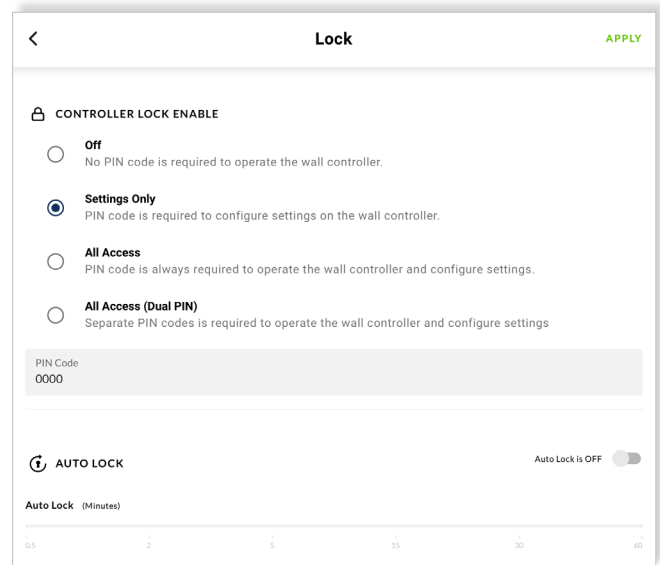 Lock
APPLY
CONTROLLER LOCK ENABLE
Off
No PIN code is required to operate the wall controller.
Settings Only
PIN code is required to configure settings on the wall controller.
All Access
PIN code is always required to operate the wall controller and configure settings.
All Access (Dual PIN)
Separate PIN codes is required to operate the wall controller and configure settings
PIN Code
0000
AUTO LOCK
Auto Lock is OFF
Auto Lock (Minutes)
0.5 2 5 15 30 60